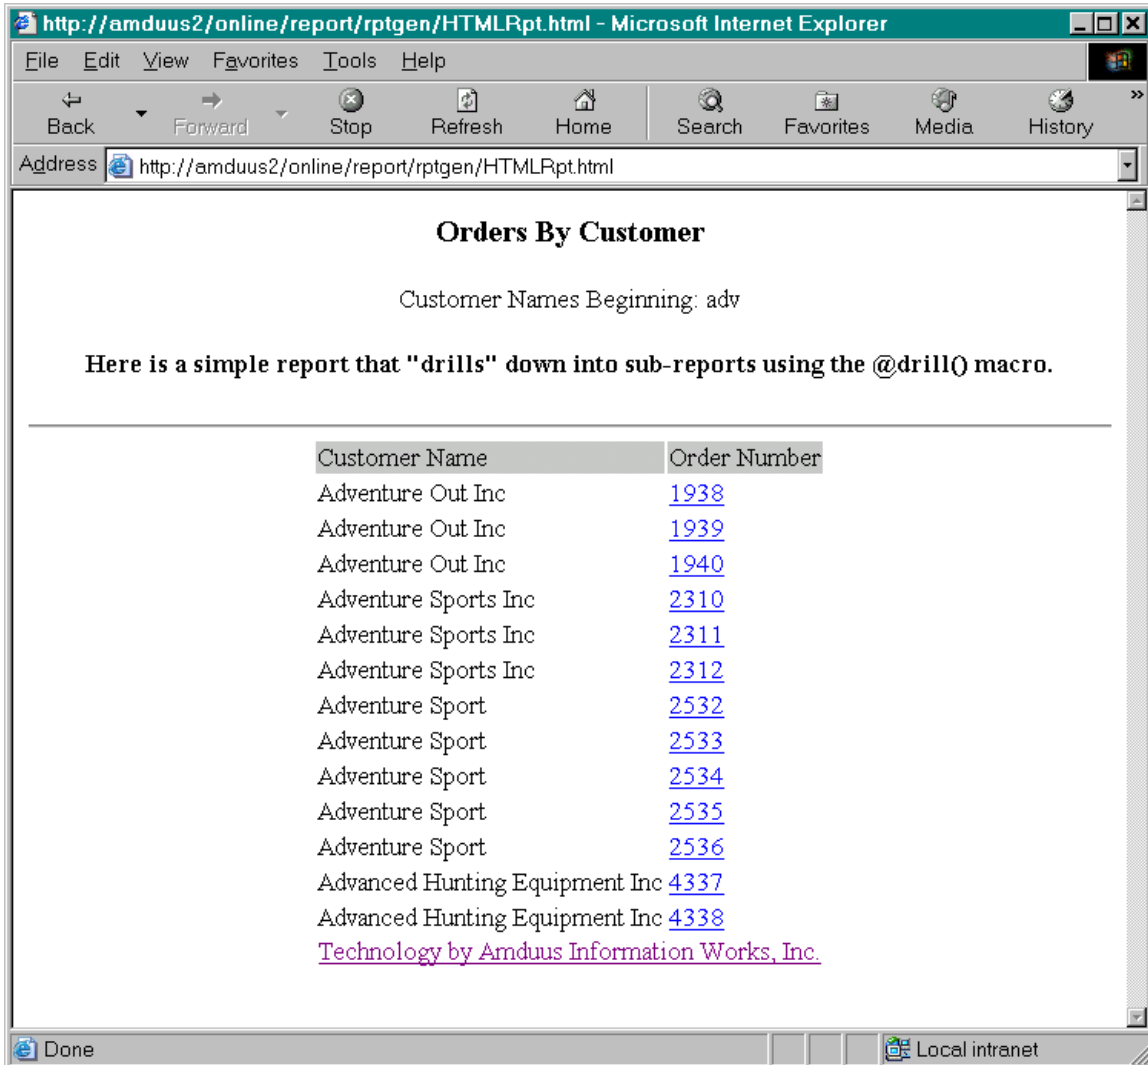 http://amduus2/online/report/rptgen/HTMLRpt.html - Microsoft Internet Explorer
File Edit View Favorites Tools Help
Back Forward Stop Refresh Home Search Favorites Media History »
Address http://amduus2/online/report/rptgen/HTMLRpt.html
Orders By Customer
Customer Names Beginning: adv
Here is a simple report that "drills" down into sub-reports using the @drill() macro.
Customer Name Order Number
Adventure Out Inc 1938
Adventure Out Inc 1939
Adventure Out Inc 1940
Adventure Sports Inc 2310
Adventure Sports Inc 2311
Adventure Sports Inc 2312
Adventure Sport 2532
Adventure Sport 2533
Adventure Sport 2534
Adventure Sport 2535
Adventure Sport 2536
Advanced Hunting Equipment Inc 4337
Advanced Hunting Equipment Inc 4338
Technology by Amduus Information Works, Inc.
Done Local intranet